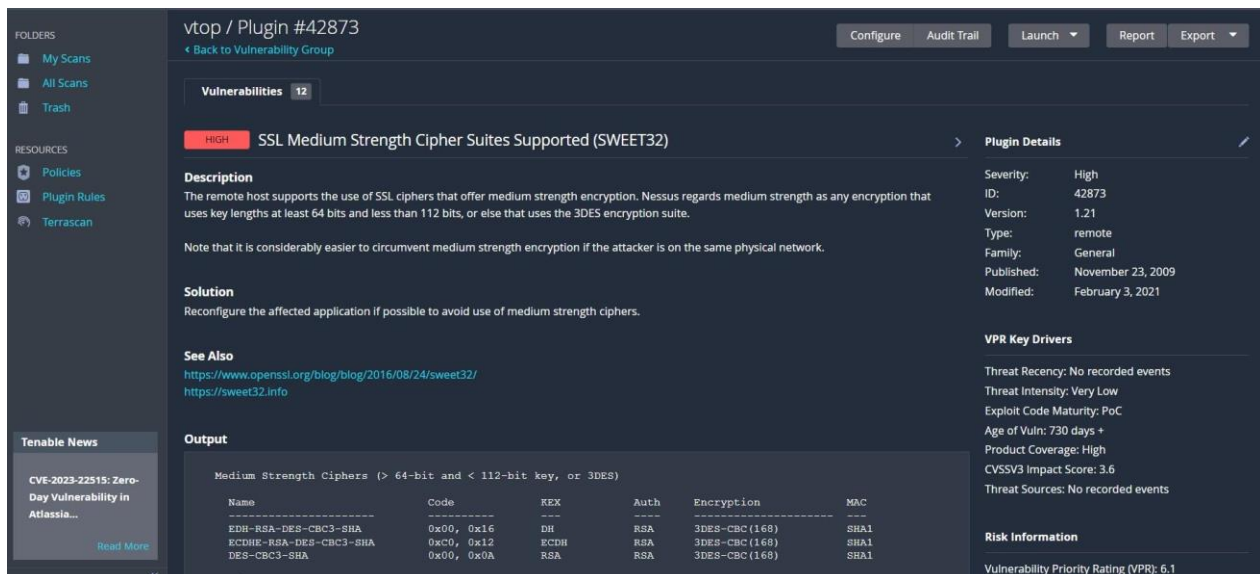 FOLDERS
My Scans
All Scans
Trash
RESOURCES
Policies
Plugin Rules
Terrascan
Tenable News
CVE-2023-22515: Zero-
Day Vulnerability in
Atlassia...
Read More
vtop / Plugin #42873
< Back to Vulnerability Group
Configure
Audit Trail
Launch
Report
Export
Vulnerabilities 12
HIGH SSL Medium Strength Cipher Suites Supported (SWEET32)
Description
The remote host supports the use of SSL ciphers that offer medium strength encryption. Nessus regards medium strength as any encryption that
uses key lengths at least 64 bits and less than 112 bits, or else that uses the 3DES encryption suite.
Note that it is considerably easier to circumvent medium strength encryption if the attacker is on the same physical network.
Solution
Reconfigure the affected application if possible to avoid use of medium strength ciphers.
See Also
https://www.openssl.org/blog/blog/2016/08/24/sweet32/
https://sweet32.info
Output
Medium Strength Ciphers (> 64-bit and < 112-bit key, or 3DES)
Name Code KEX Auth Encryption MAC
---------------------- ---------- --- ---- --------------------- ---
EDH-RSA-DES-CBC3-SHA 0x00, 0x16 DH RSA 3DES-CBC(168) SHA1
ECDHE-RSA-DES-CBC3-SHA 0xC0, 0x12 ECDH RSA 3DES-CBC(168) SHA1
DES-CBC3-SHA 0x00, 0x0A RSA RSA 3DES-CBC(168) SHA1
Plugin Details
Severity: High
ID: 42873
Version: 1.21
Type: remote
Family: General
Published: November 23, 2009
Modified: February 3, 2021
VPR Key Drivers
Threat Recency: No recorded events
Threat Intensity: Very Low
Exploit Code Maturity: PoC
Age of Vuln: 730 days +
Product Coverage: High
CVSSV3 Impact Score: 3.6
Threat Sources: No recorded events
Risk Information
Vulnerability Priority Rating (VPR): 6.1